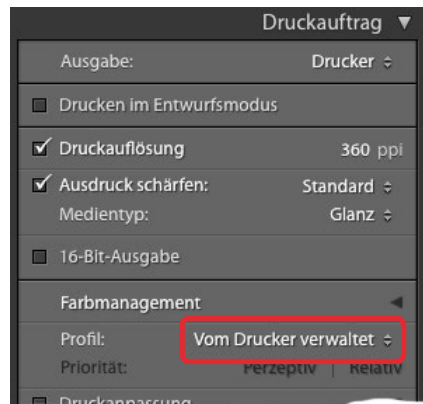 Druckauftrag ▼
Ausgabe: Drucker
Drucken im Entwurfsmodus
Druckauflösung 360 ppi
Ausdruck schärfen: Standard
Medientyp: Glanz
16-Bit-Ausgabe
Farbmanagement ◀
Profil: Vom Drucker verwaltet
Priorität: Perzeptiv | Relativ
Druckanpassung